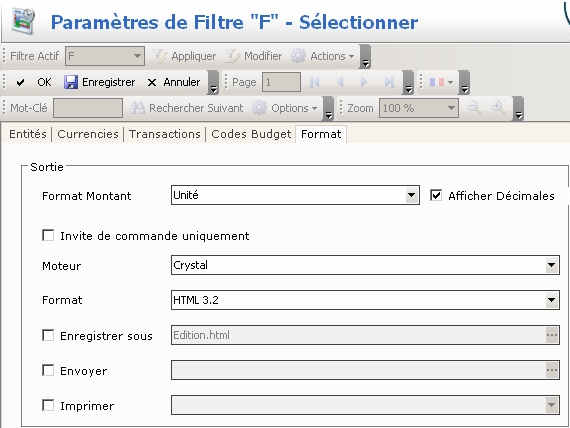 Paramètres de Filtre "F" - Sélectionner
Filtre Actif F Appliquer Modifier Actions
OK Enregistrer Annuler Page 1
Mot-Clé Rechercher Suivant Options Zoom 100 %
Entités Currencies Transactions Codes Budget Format
Sortie
Format Montant Unité Afficher Décimales
Invite de commande uniquement
Moteur Crystal
Format HTML 3.2
Enregistrer sous Edition.html ...
Envoyer ...
Imprimer